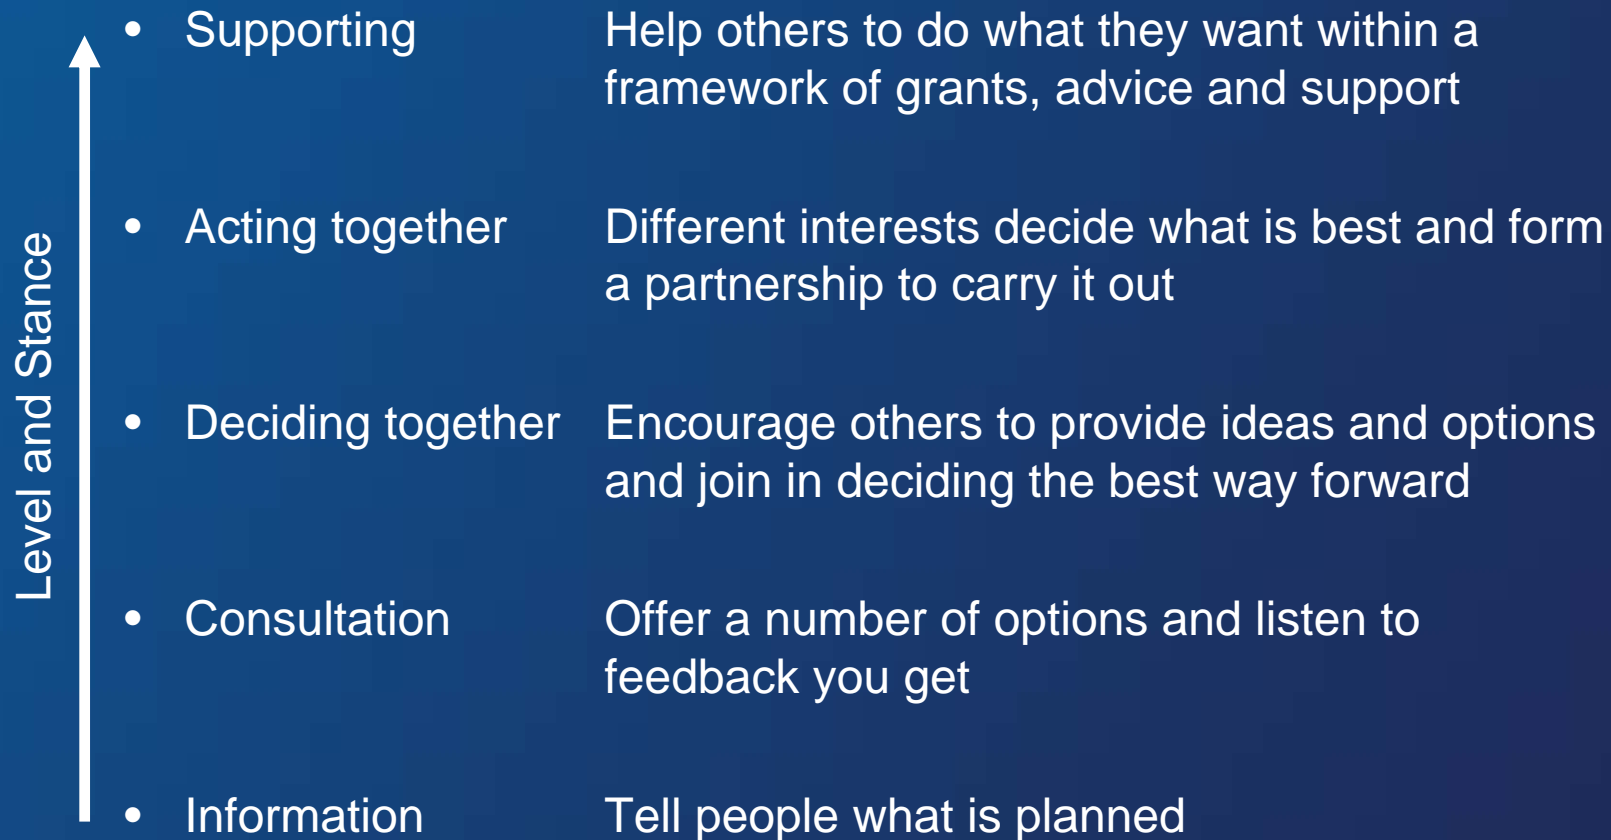 Level and Stance
• Supporting Help others to do what they want within a
framework of grants, advice and support
• Acting together Different interests decide what is best and form
a partnership to carry it out
• Deciding together Encourage others to provide ideas and options
and join in deciding the best way forward
• Consultation Offer a number of options and listen to
feedback you get
• Information Tell people what is planned